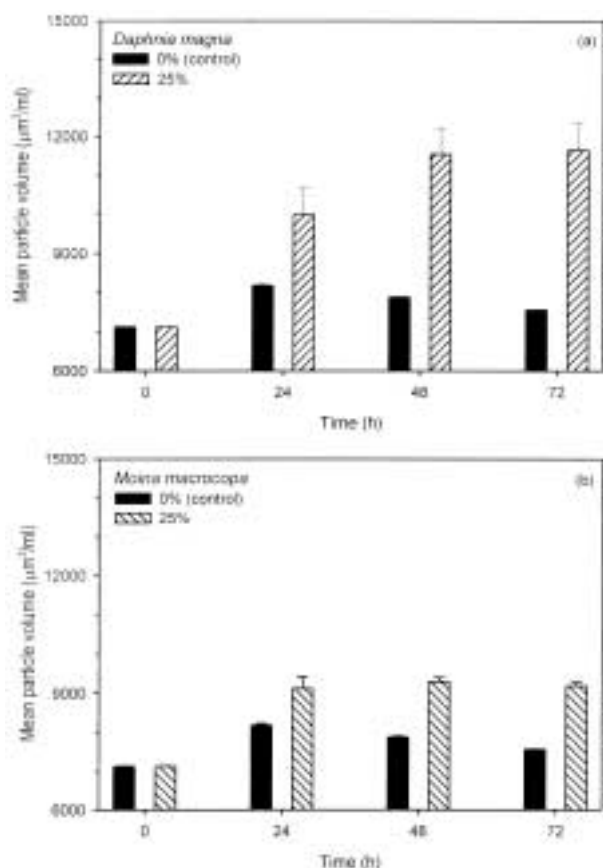 15000
Daphnia magna
(a)
0% (control)
25%
12000
9000
6000
Mean particle volume (µm³/ml)
0 24 48 72
Time (h)
15000
Moina macrocopa
(b)
0% (control)
25%
12000
9000
6000
Mean particle volume (µm³/ml)
0 24 48 72
Time (h)